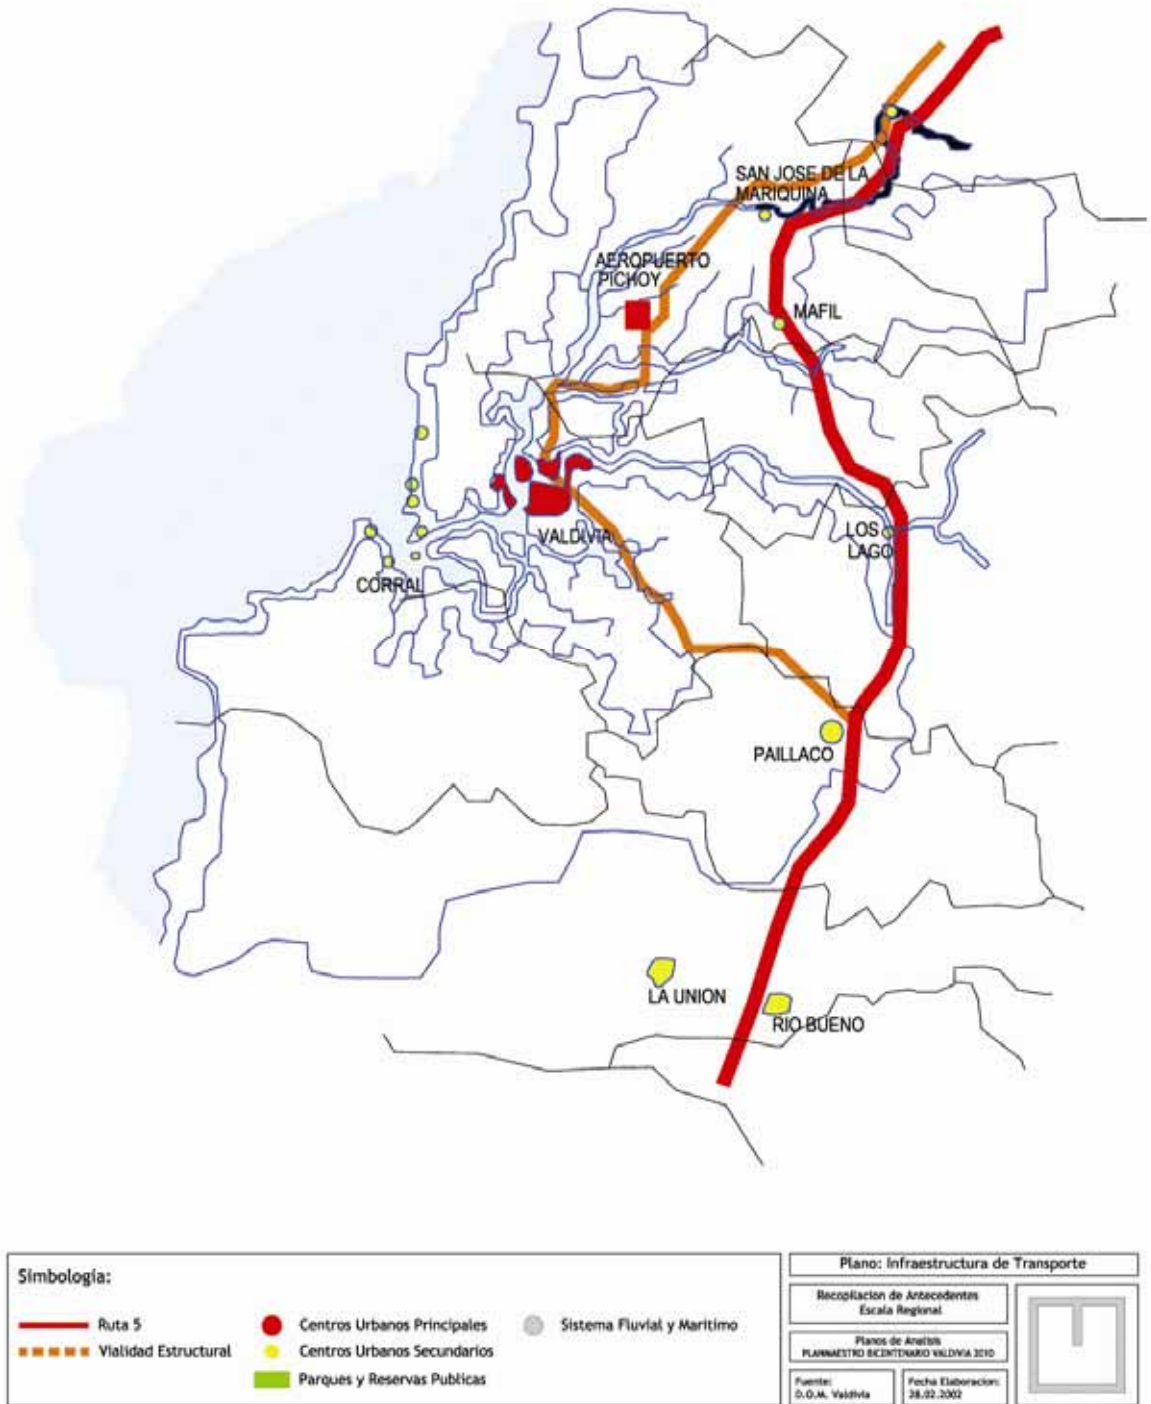 SAN JOSE DE LA
MARIQUINA
AEROPUERTO
PICHOY
MAFIL
VALDIVIA
LOS
LAGO
CORRAL
PAILLACO
LA UNION
RIO BUENO
Simbologia:
Ruta 5
Vialidad Estructural
Centros Urbanos Principales
Centros Urbanos Secundarios
Parques y Reservas Publicas
Sistema Fluvial y Maritimo
Plano: Infraestructura de Transporte
Recopilacion de Antecedentes
Escala Regional
Planos de Analisis
PLANMAESTRO BICENTENARIO VALDIVIA 2010
Fuente:
D.O.M. Valdivia
Fecha Elaboracion:
28.02.2002